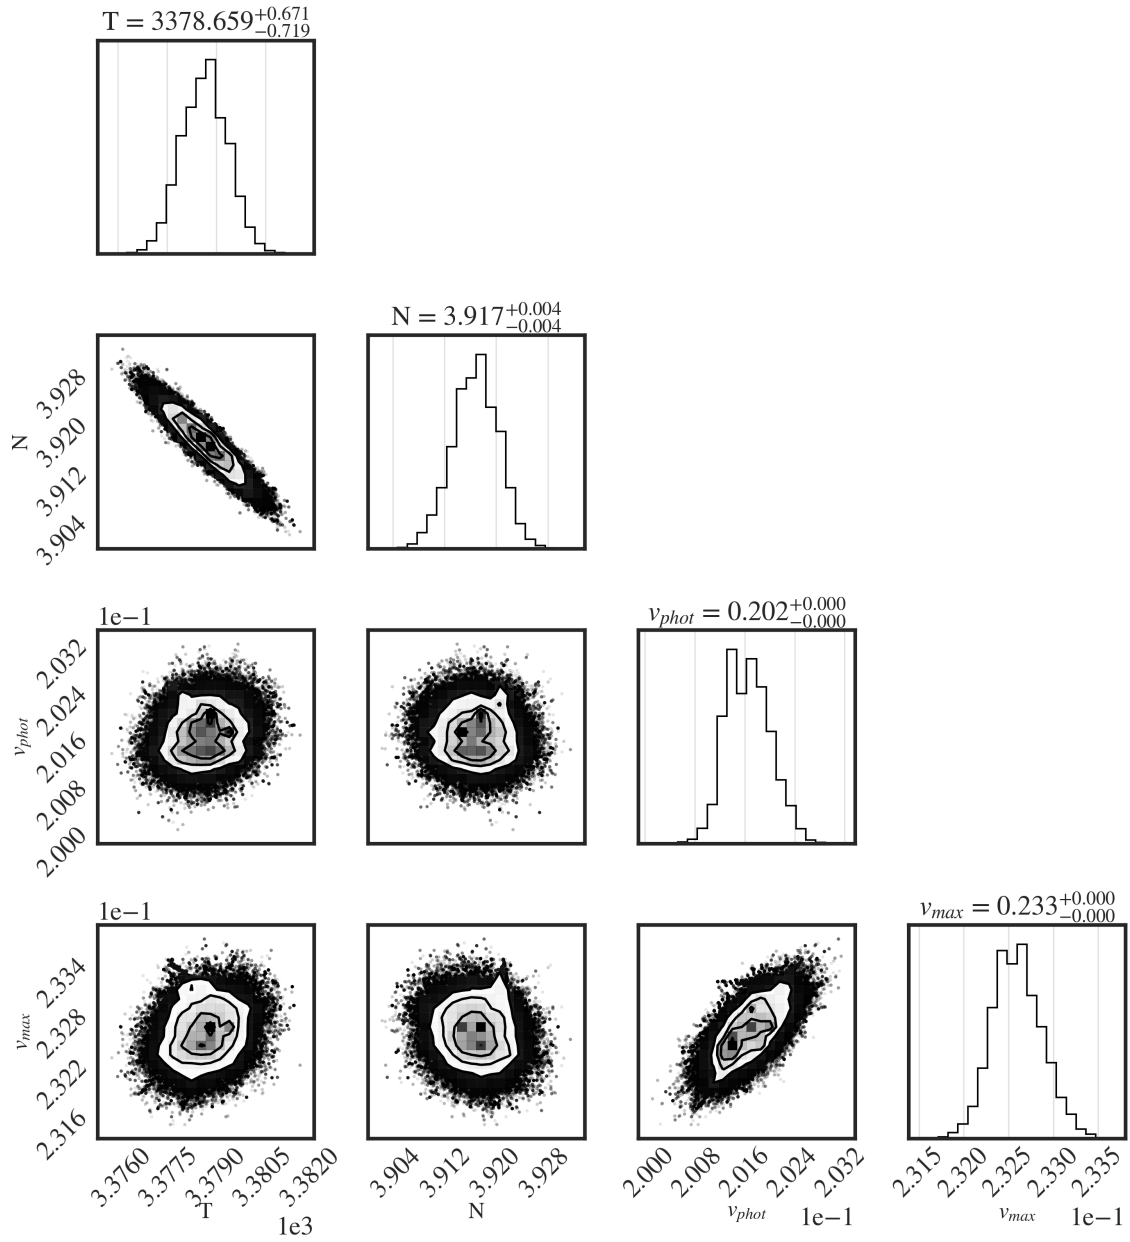 T = 3378.659+0.671−0.719
N = 3.917+0.004−0.004
N
3.928
3.920
3.912
3.904
1e−1
vphot = 0.202+0.000−0.000
vphot
2.032
2.024
2.016
2.008
2.000
1e−1
vmax = 0.233+0.000−0.000
vmax
2.334
2.328
2.322
2.316
3.3760 3.3775 3.3790 3.3805 3.3820
3.904 3.912 3.920 3.928
2.000 2.008 2.016 2.024 2.032
2.315 2.320 2.325 2.330 2.335
T N vphot vmax
1e3 1e−1 1e−1